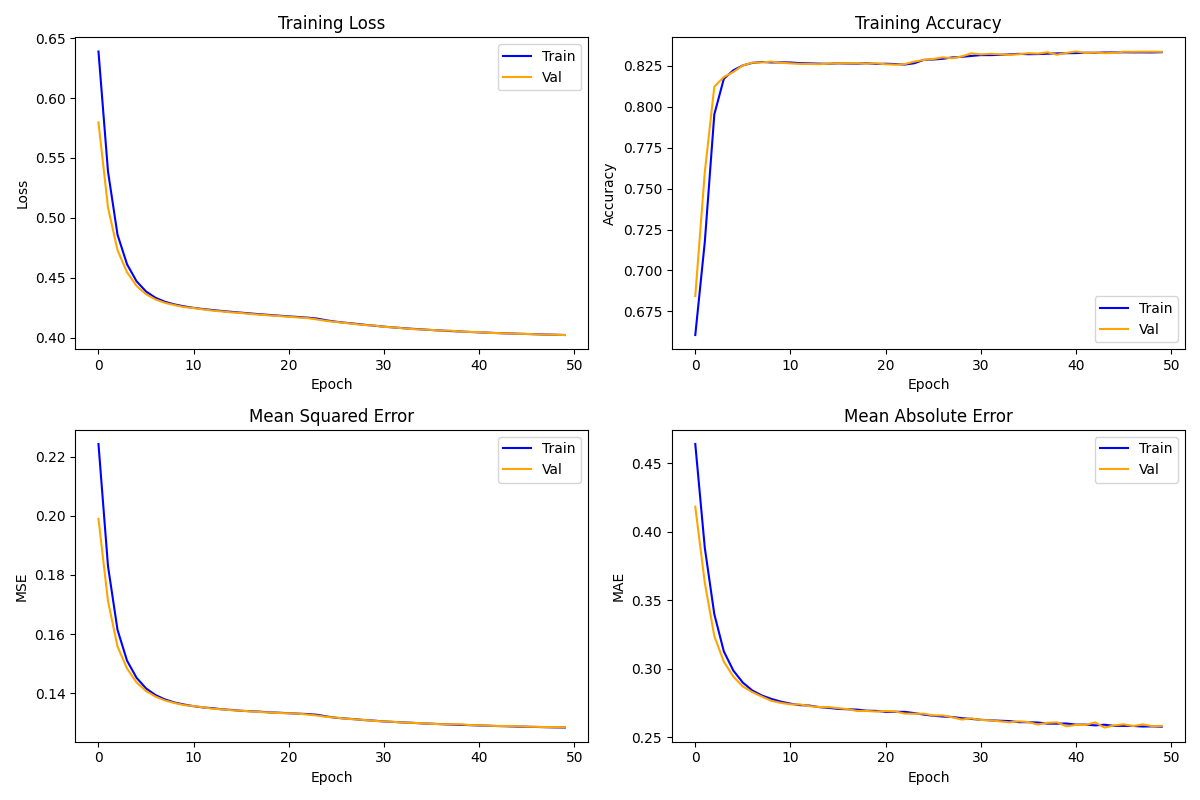 Training Loss
0.65
0.60
0.55
0.50
0.45
0.40
Loss
0 10 20 30 40 50
Epoch
Train
Val
Training Accuracy
0.825
0.800
0.775
0.750
0.725
0.700
0.675
Accuracy
0 10 20 30 40 50
Epoch
Train
Val
Mean Squared Error
0.22
0.20
0.18
0.16
0.14
MSE
0 10 20 30 40 50
Epoch
Train
Val
Mean Absolute Error
0.45
0.40
0.35
0.30
0.25
MAE
0 10 20 30 40 50
Epoch
Train
Val